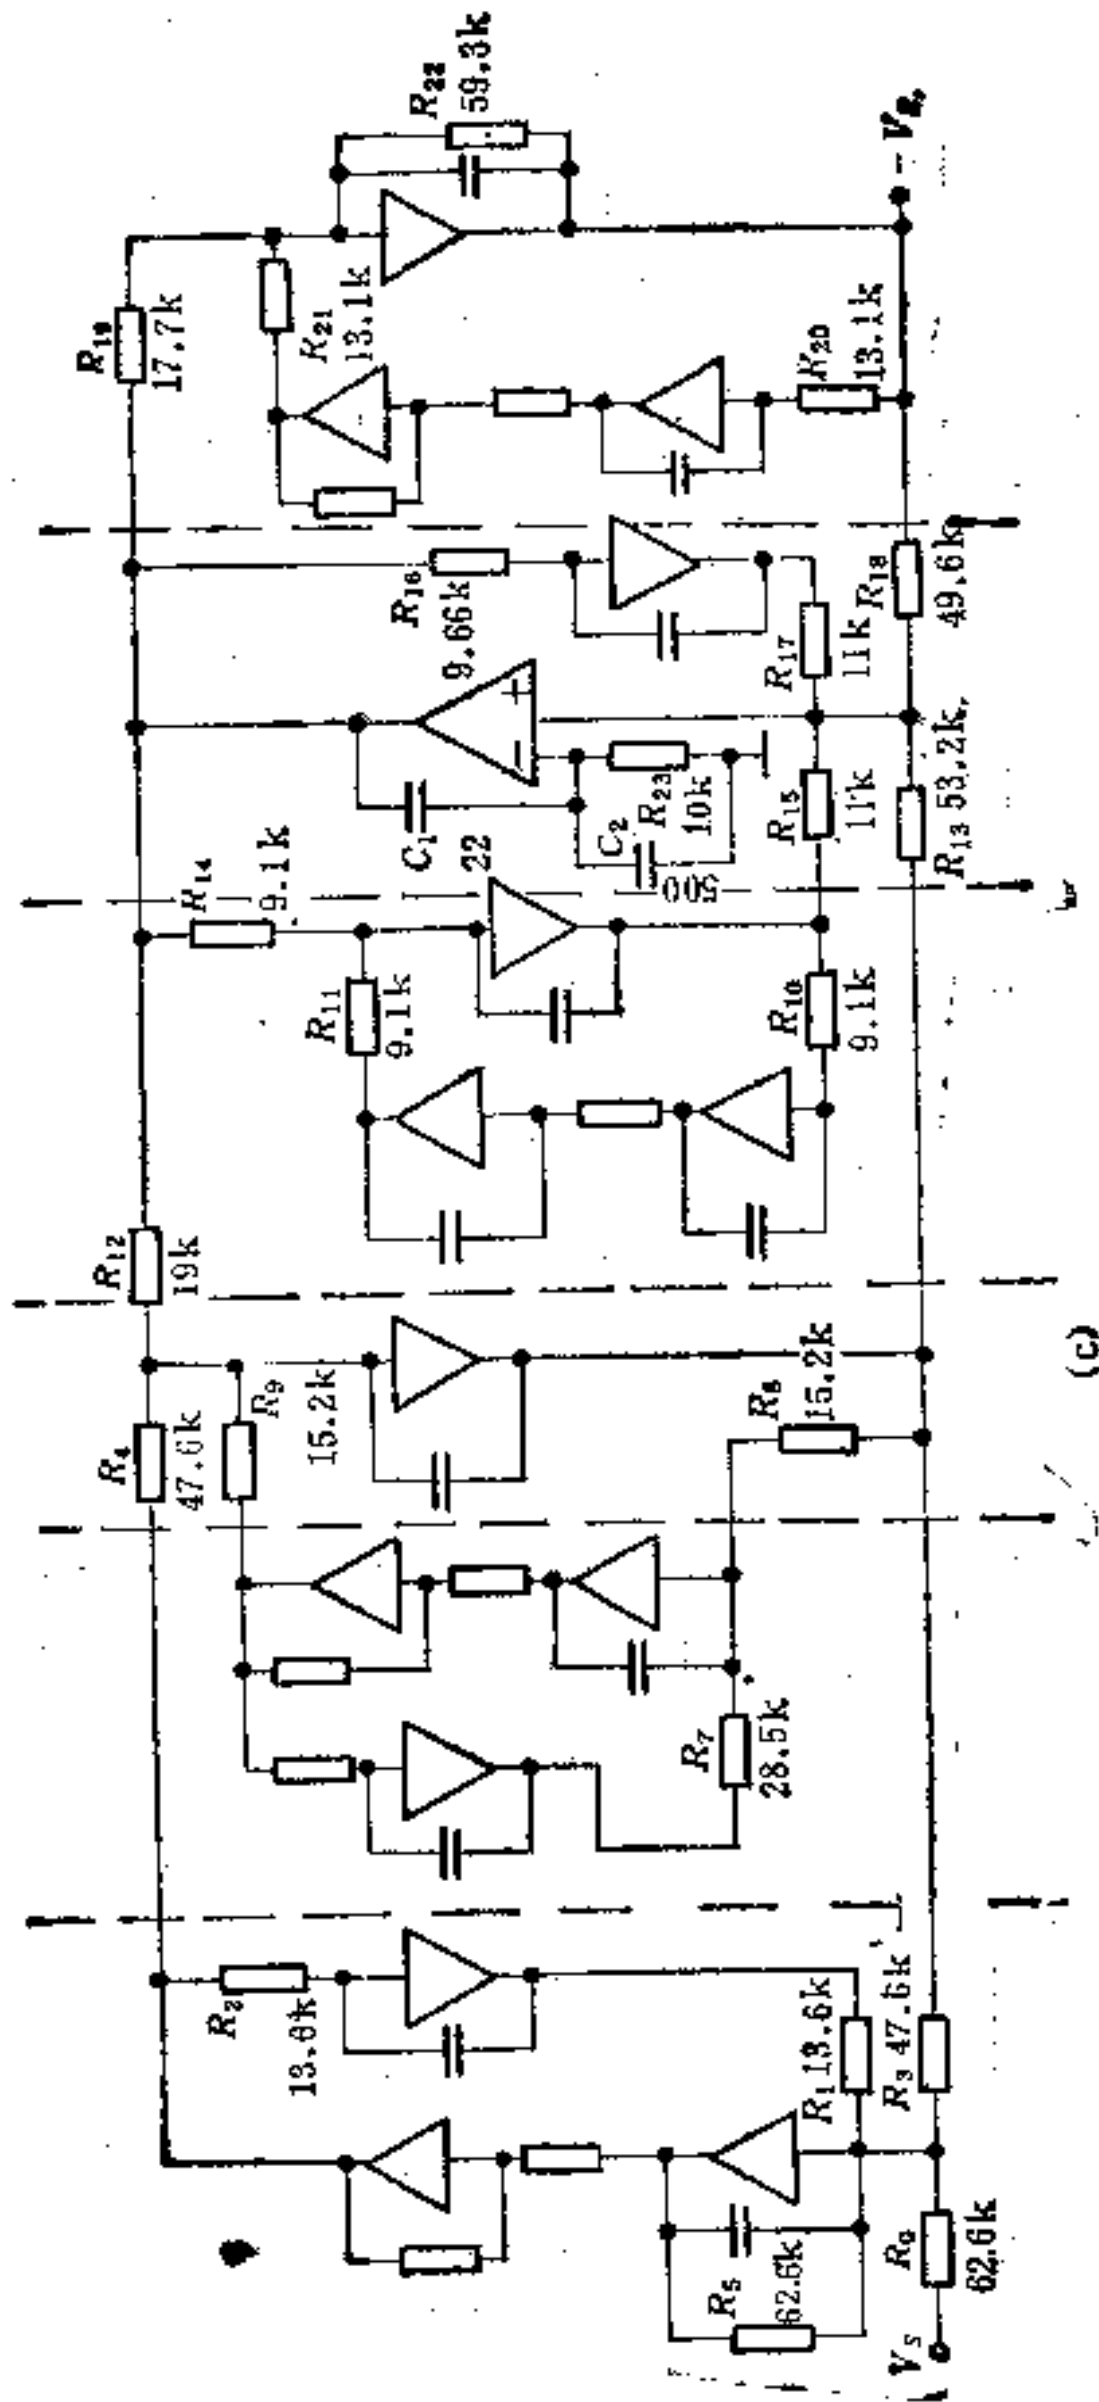 R₁₉
17.7k
R₂₂
59.3k
R₂₁
13.1k
R₂₀
13.1k
R₁₆
9.66k
R₁₇
11k
R₁₈
49.6k
R₁₄
9.1k
C₁
22
C₂
500
R₂₃
10k
R₁₅
11k
R₁₃ 53.2k
R₁₁
9.1k
R₁₀
9.1k
R₁₂
19k
R₄
47.6k
R₉
15.2k
R₈
15.2k
R₇
28.5k
R₂
13.6k
R₁ 13.6k
R₃ 47.6k
R₅
62.6k
R₀
62.6k
V_S
+
−
(c)